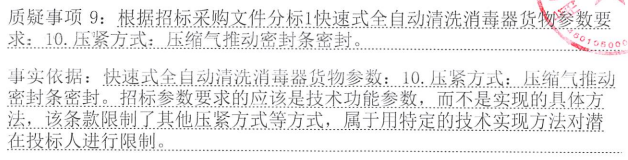 质疑事项 9：根据招标采购文件分标1快速式全自动清洗消毒器货物参数要
求：10.压紧方式：压缩气推动密封条密封。
事实依据：快速式全自动清洗消毒器货物参数：10.压紧方式：压缩气推动
密封条密封。招标参数要求的应该是技术功能参数，而不是实现的具体方
法，该条款限制了其他压紧方式等方式，属于用特定的技术实现方法对潜
在投标人进行限制。